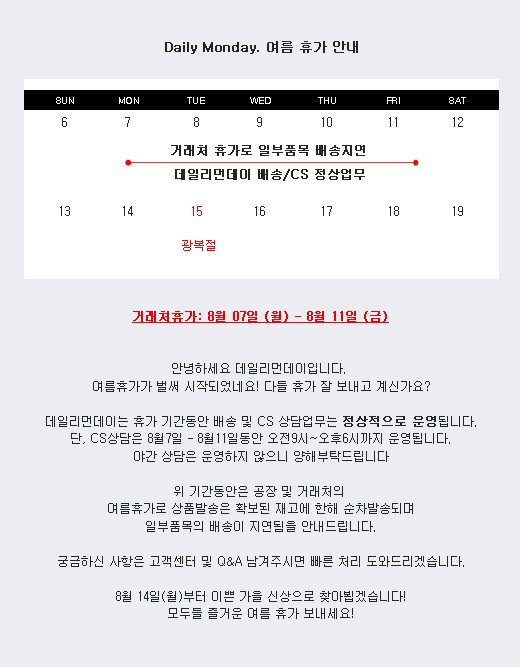 Daily Monday. 여름 휴가 안내
SUN MON TUE WED THU FRI SAT
6 7 8 9 10 11 12
거래처 휴가로 일부품목 배송지연
데일리먼데이 배송/CS 정상업무
13 14 15 16 17 18 19
광복절
거래처휴가: 8월 07일 (월) - 8월 11일 (금)
안녕하세요 데일리먼데이입니다.
여름휴가가 벌써 시작되었네요! 다들 휴가 잘 보내고 계신가요?
데일리먼데이는 휴가 기간동안 배송 및 CS 상담업무는 정상적으로 운영됩니다.
단, CS상담은 8월7일 - 8월11일동안 오전9시~오후6시까지 운영됩니다.
야간 상담은 운영하지 않으니 양해부탁드립니다
위 기간동안은 공장 및 거래처의
여름휴가로 상품발송은 확보된 재고에 한해 순차발송되며
일부품목의 배송이 지연됨을 안내드립니다.
궁금하신 사항은 고객센터 및 Q&A 남겨주시면 빠른 처리 도와드리겠습니다.
8월 14일(월)부터 이쁜 가을 신상으로 찾아뵙겠습니다!
모두들 즐거운 여름 휴가 보내세요!